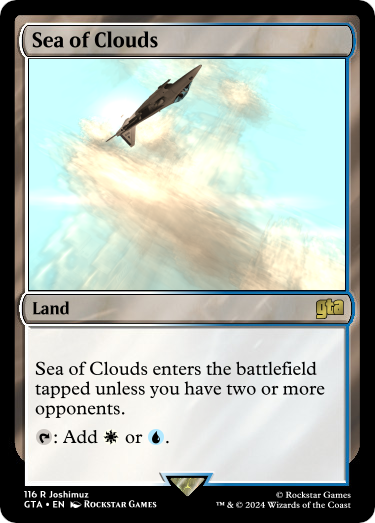 Sea of Clouds
Land
gta
Sea of Clouds enters the battlefield
tapped unless you have two or more
opponents.
: Add or .
116 R Joshimuz
GTA • EN Rockstar Games
© Rockstar Games
™ & © 2024 Wizards of the Coast